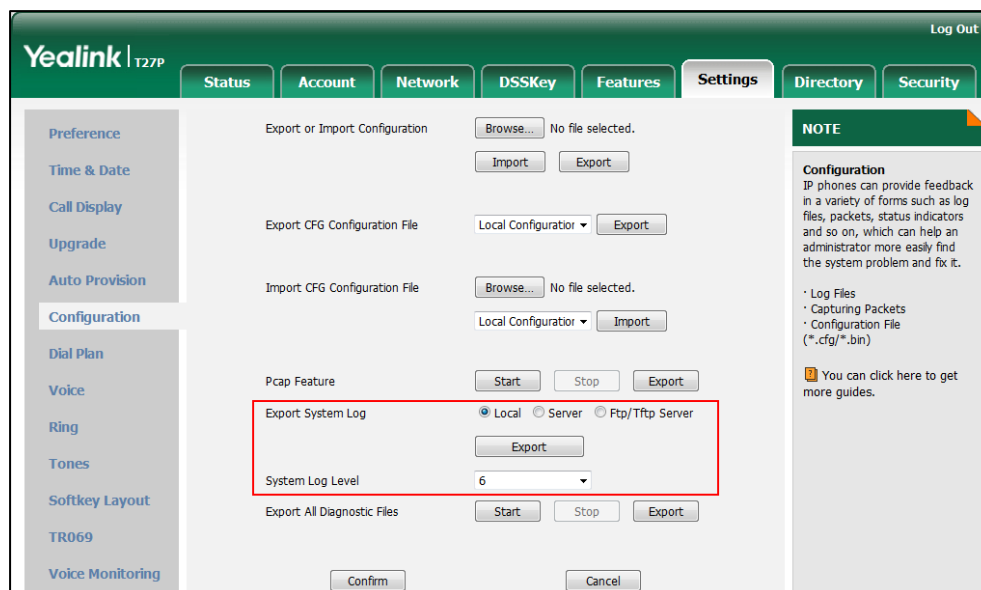 Log Out
Yealink T27P
Status Account Network DSSKey Features Settings Directory Security
Preference
Time & Date
Call Display
Upgrade
Auto Provision
Configuration
Dial Plan
Voice
Ring
Tones
Softkey Layout
TR069
Voice Monitoring
Export or Import Configuration Browse... No file selected.
Import Export
Export CFG Configuration File Local Configuration Export
Import CFG Configuration File Browse... No file selected.
Local Configuration Import
Pcap Feature Start Stop Export
Export System Log Local Server Ftp/Tftp Server
Export
System Log Level 6
Export All Diagnostic Files Start Stop Export
Confirm Cancel
NOTE
Configuration
IP phones can provide feedback
in a variety of forms such as log
files, packets, status indicators
and so on, which can help an
administrator more easily find
the system problem and fix it.
· Log Files
· Capturing Packets
· Configuration File
(*.cfg/*.bin)
You can click here to get
more guides.